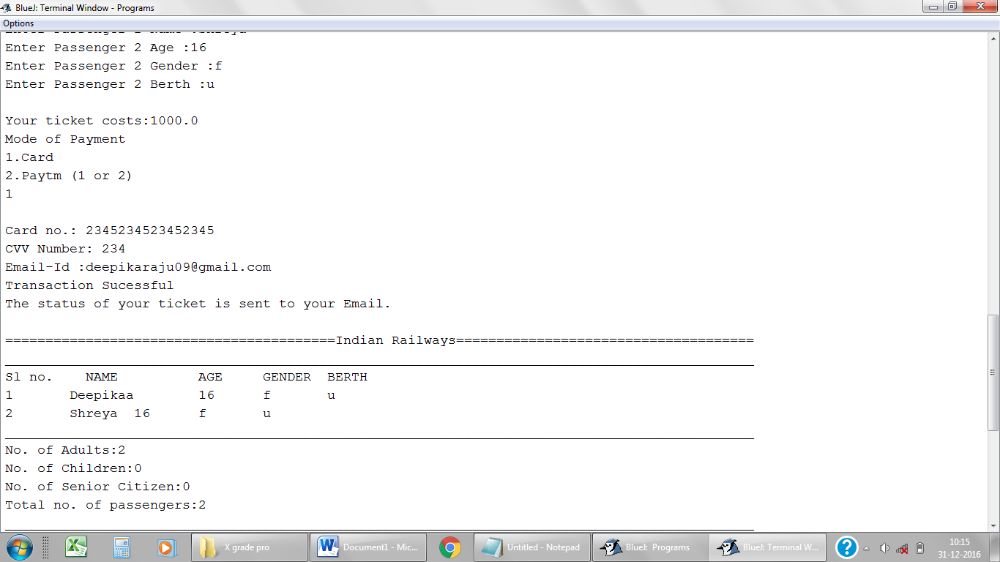 BlueJ: Terminal Window - Programs
Options
Enter Passenger 2 Name :Shreya
Enter Passenger 2 Age :16
Enter Passenger 2 Gender :f
Enter Passenger 2 Berth :u
Your ticket costs:1000.0
Mode of Payment
1.Card
2.Paytm (1 or 2)
1
Card no.: 2345234523452345
CVV Number: 234
Email-Id :deepikaraju09@gmail.com
Transaction Sucessful
The status of your ticket is sent to your Email.
=========================================Indian Railways=====================================
Sl no. NAME AGE GENDER BERTH
1 Deepikaa 16 f u
2 Shreya 16 f u
No. of Adults:2
No. of Children:0
No. of Senior Citizen:0
Total no. of passengers:2
X grade pro
Document1 - Mic...
Untitled - Notepad
BlueJ: Programs
BlueJ: Terminal W...
10:15
31-12-2016